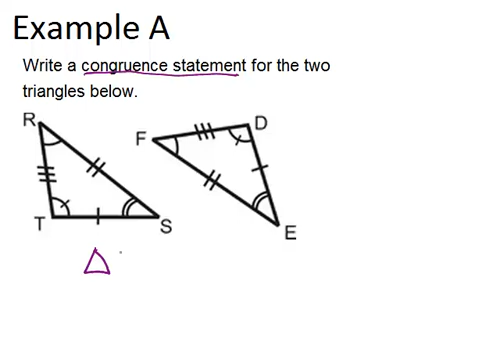 Example A
Write a congruence statement for the two
triangles below.
R
F
D
T
S
E
Δ